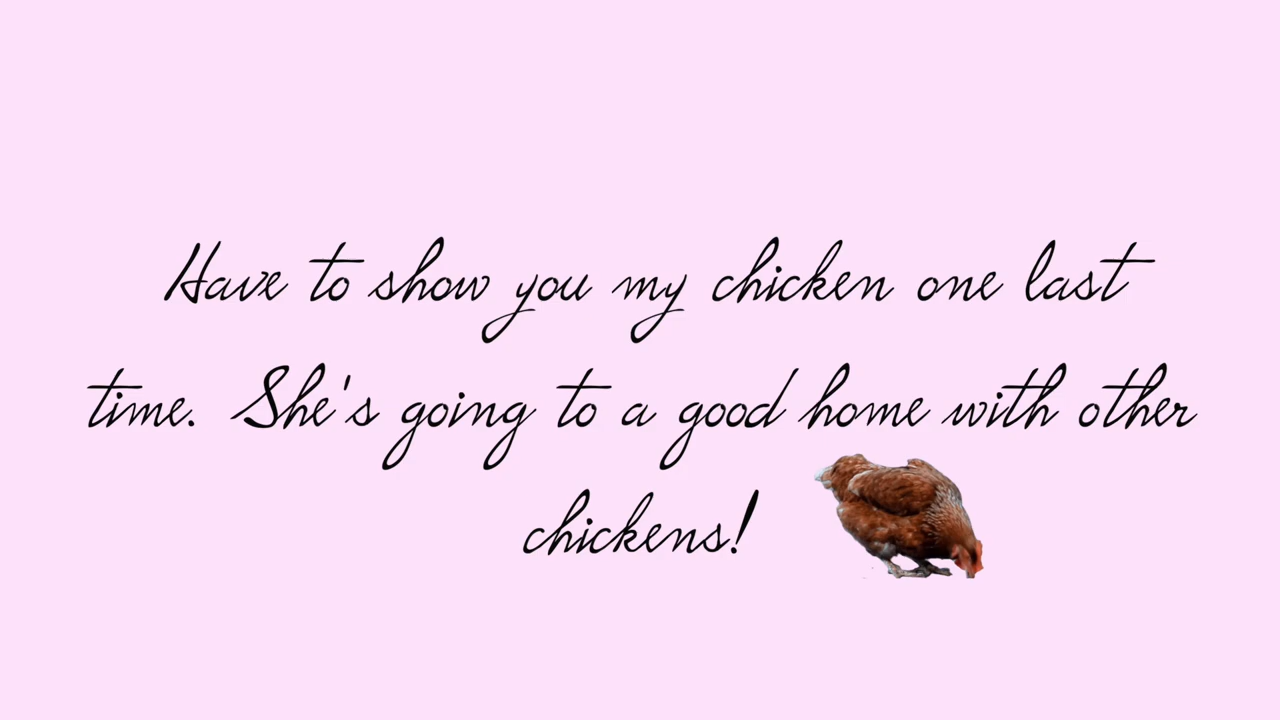 Have to show you my chicken one last
time. She's going to a good home with other
chickens!